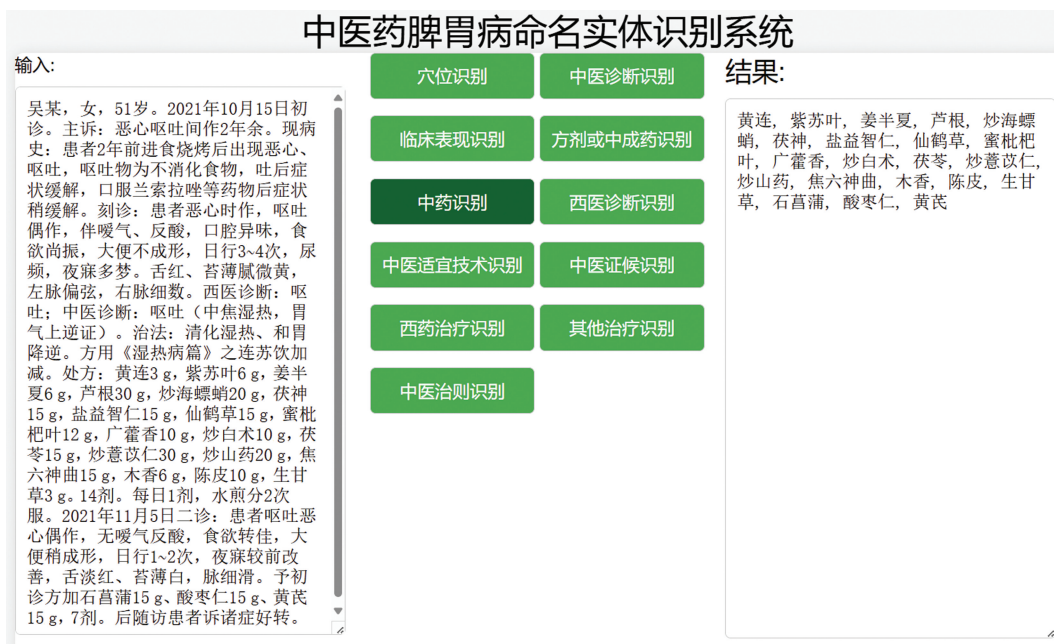 中医药脾胃病命名实体识别系统
输入:
吴某，女，51岁。2021年10月15日初
诊。主诉：恶心呕吐间作2年余。现病
史：患者2年前进食烧烤后出现恶心、
呕吐，呕吐物为不消化食物，吐后症
状缓解，口服兰索拉唑等药物后症状
稍缓解。刻诊：患者恶心时作，呕吐
偶作，伴嗳气、反酸，口腔异味，食
欲尚振，大便不成形，日行3~4次，尿
频，夜寐多梦。舌红、苔薄腻微黄，
左脉偏弦，右脉细数。西医诊断：呕
吐；中医诊断：呕吐（中焦湿热，胃
气上逆证）。治法：清化湿热、和胃
降逆。方用《湿热病篇》之连苏饮加
减。处方：黄连3 g，紫苏叶6 g，姜半
夏6 g，芦根30 g，炒海螵蛸20 g，茯神
15 g，盐益智仁15 g，仙鹤草15 g，蜜枇
杷叶12 g，广藿香10 g，炒白术10 g，茯
苓15 g，炒薏苡仁30 g，炒山药20 g，焦
六神曲15 g，木香6 g，陈皮10 g，生甘
草3 g。14剂。每日1剂，水煎分2次
服。2021年11月5日二诊：患者呕吐恶
心偶作，无嗳气反酸，食欲转佳，大
便稍成形，日行1~2次，夜寐较前改
善，舌淡红、苔薄白，脉细滑。予初
诊方加石菖蒲15 g、酸枣仁15 g、黄芪
15 g，7剂。后随访患者诉诸症好转。
穴位识别
中医诊断识别
临床表现识别
方剂或中成药识别
中药识别
西医诊断识别
中医适宜技术识别
中医证候识别
西药治疗识别
其他治疗识别
中医治则识别
结果:
黄连, 紫苏叶, 姜半夏, 芦根, 炒海螵
蛸, 茯神, 盐益智仁, 仙鹤草, 蜜枇杷
叶, 广藿香, 炒白术, 茯苓, 炒薏苡仁,
炒山药, 焦六神曲, 木香, 陈皮, 生甘
草, 石菖蒲, 酸枣仁, 黄芪